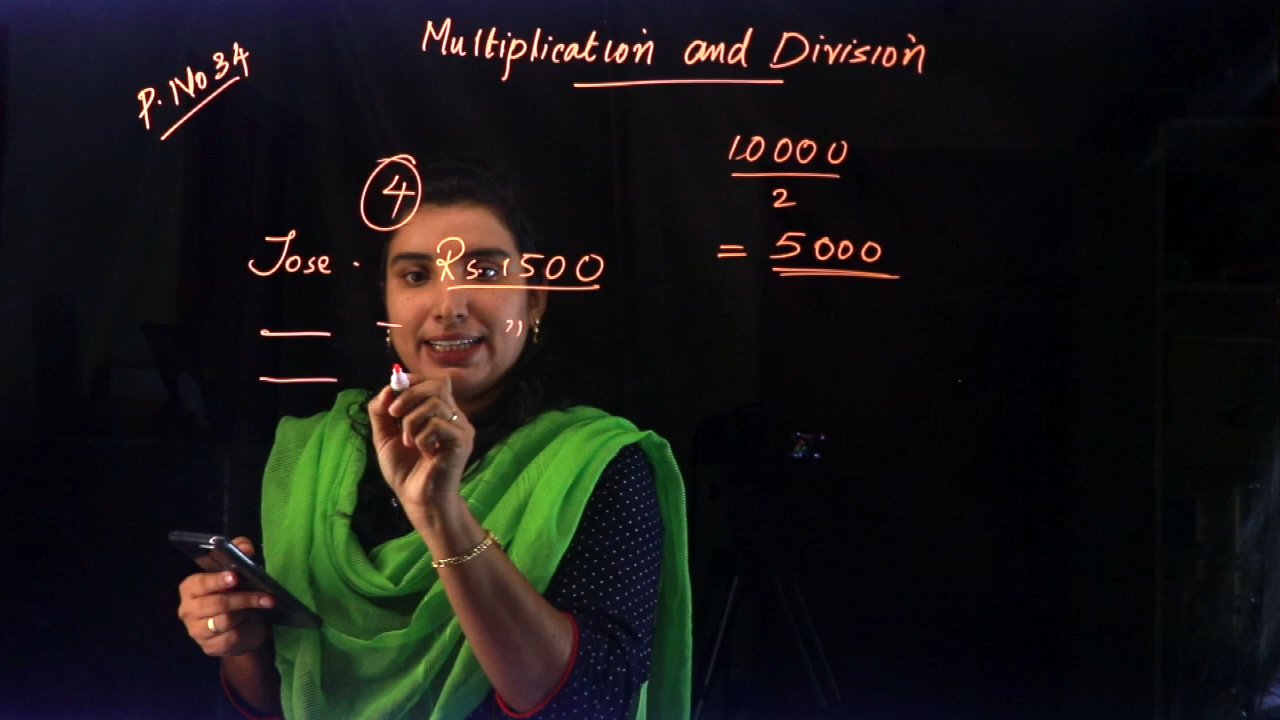 Multiplication and Division
P. No 34
10000
2
= 5000
4
Jose . Rs. 1500
— – "
—